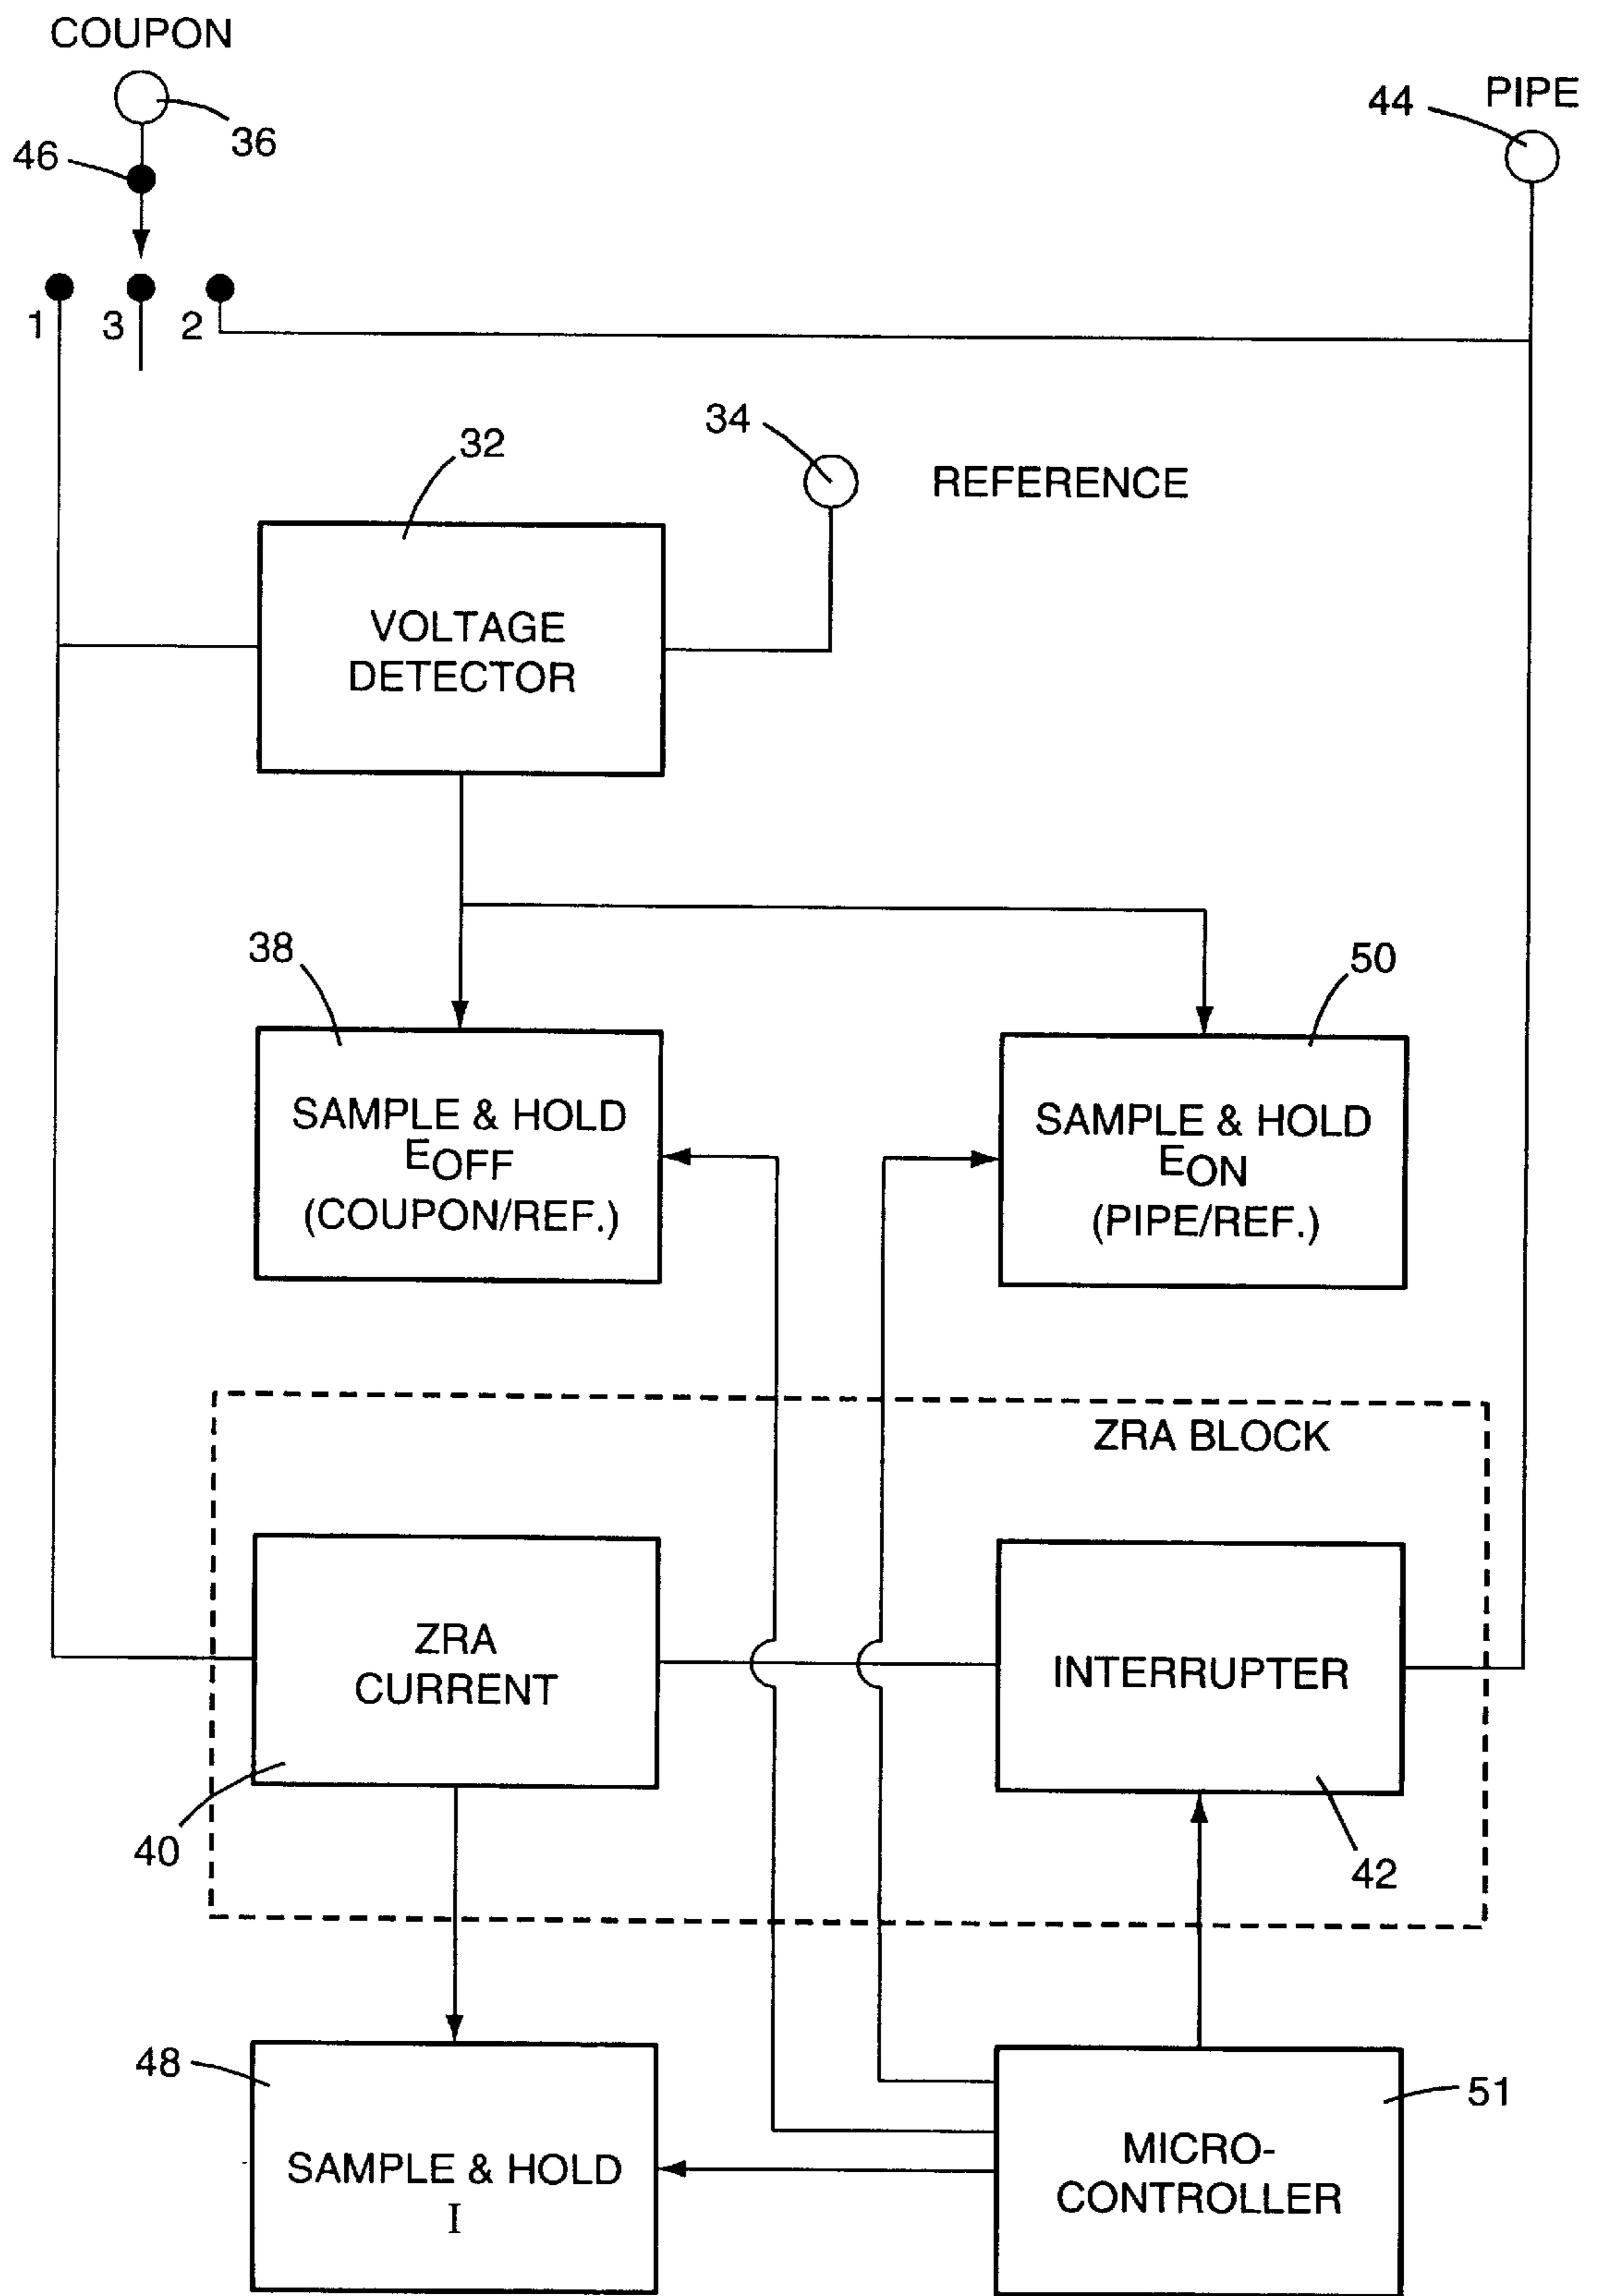 COUPON
PIPE
44
36
46
1
3
2
34
32
REFERENCE
VOLTAGE
DETECTOR
38
50
SAMPLE & HOLD
EOFF
(COUPON/REF.)
SAMPLE & HOLD
EON
(PIPE/REF.)
ZRA BLOCK
ZRA
CURRENT
INTERRUPTER
40
42
48
51
SAMPLE & HOLD
I
MICRO-
CONTROLLER